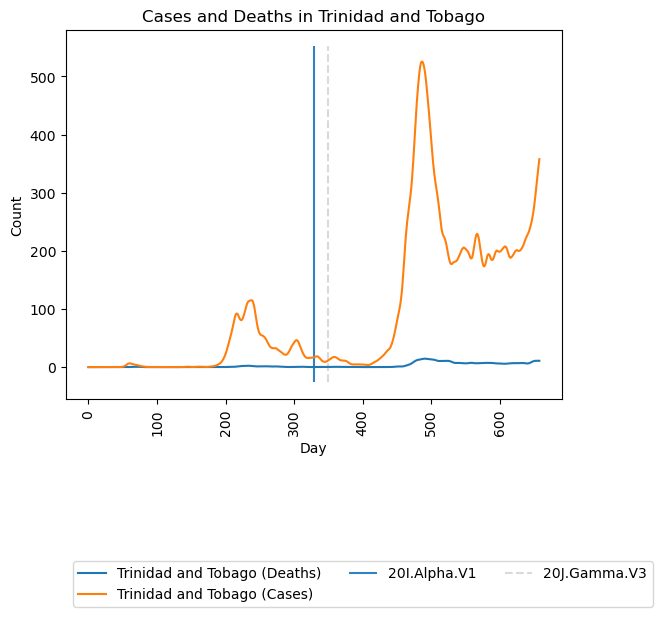 Cases and Deaths in Trinidad and Tobago
500
400
300
200
100
0
Count
0
100
200
300
400
500
600
Day
Trinidad and Tobago (Deaths)
Trinidad and Tobago (Cases)
20I.Alpha.V1
20J.Gamma.V3